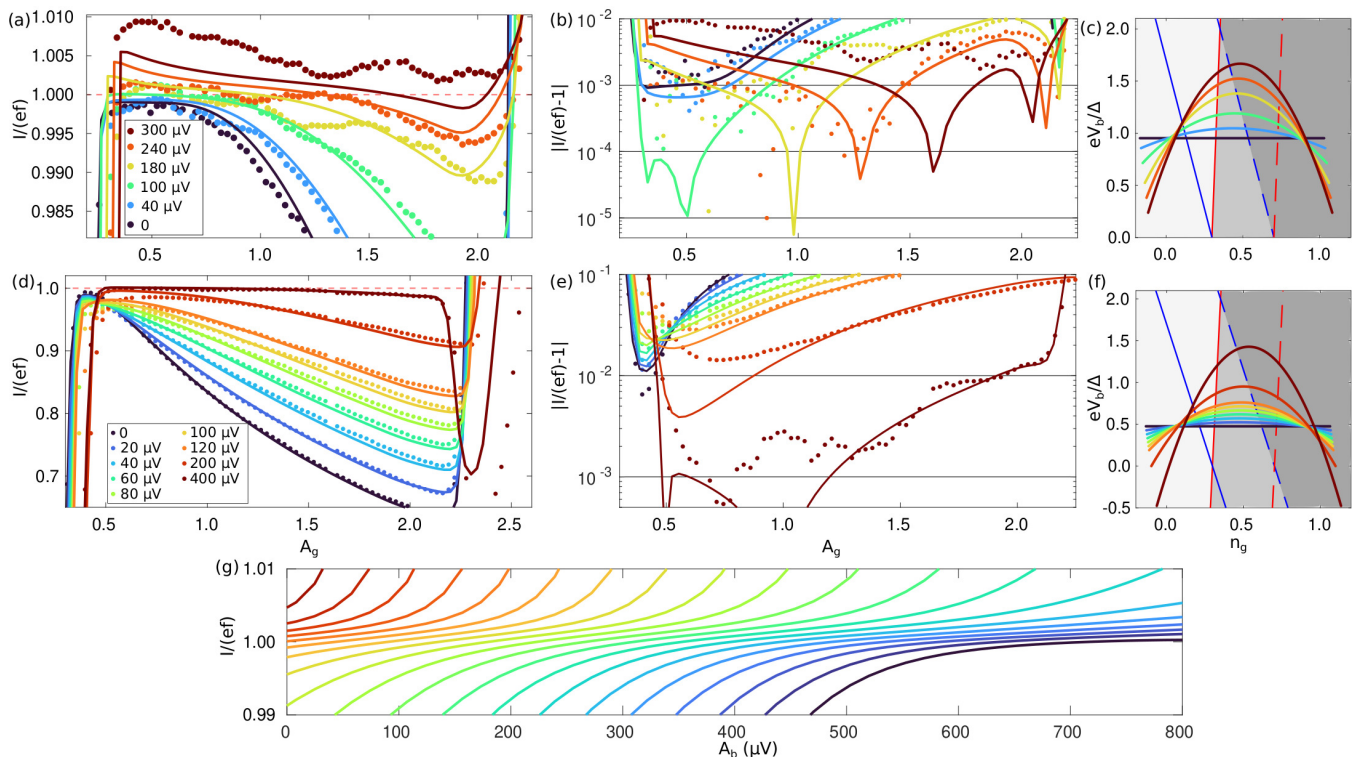 (a)
1.010
1.005
1.000
0.995
0.990
0.985
I/(ef)
300 µV
240 µV
180 µV
100 µV
40 µV
0
0.5
1.0
1.5
2.0
(b)
10⁻²
10⁻³
10⁻⁴
10⁻⁵
|I/(ef)-1|
0.5
1.0
1.5
2.0
(c)
2.0
1.5
1.0
0.5
0.0
eV_b/Δ
0.0
0.5
1.0
(d)
1.0
0.9
0.8
0.7
I/(ef)
0
20 µV
40 µV
60 µV
80 µV
100 µV
120 µV
200 µV
400 µV
0.5
1.0
1.5
2.0
2.5
A_g
(e)
10⁻¹
10⁻²
10⁻³
|I/(ef)-1|
0.5
1.0
1.5
2.0
A_g
(f)
2.0
1.5
1.0
0.5
0.0
-0.5
eV_b/Δ
0.0
0.5
1.0
n_g
(g)
1.01
1.00
0.99
I/(ef)
0
100
200
300
400
500
600
700
800
A_b (µV)